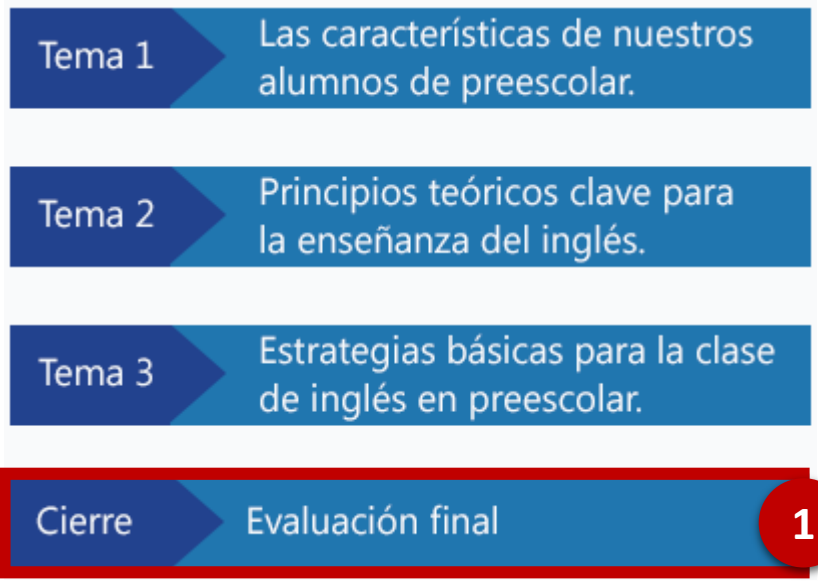 Tema 1
Las características de nuestros
alumnos de preescolar.
Tema 2
Principios teóricos clave para
la enseñanza del inglés.
Tema 3
Estrategias básicas para la clase
de inglés en preescolar.
Cierre
Evaluación final
1